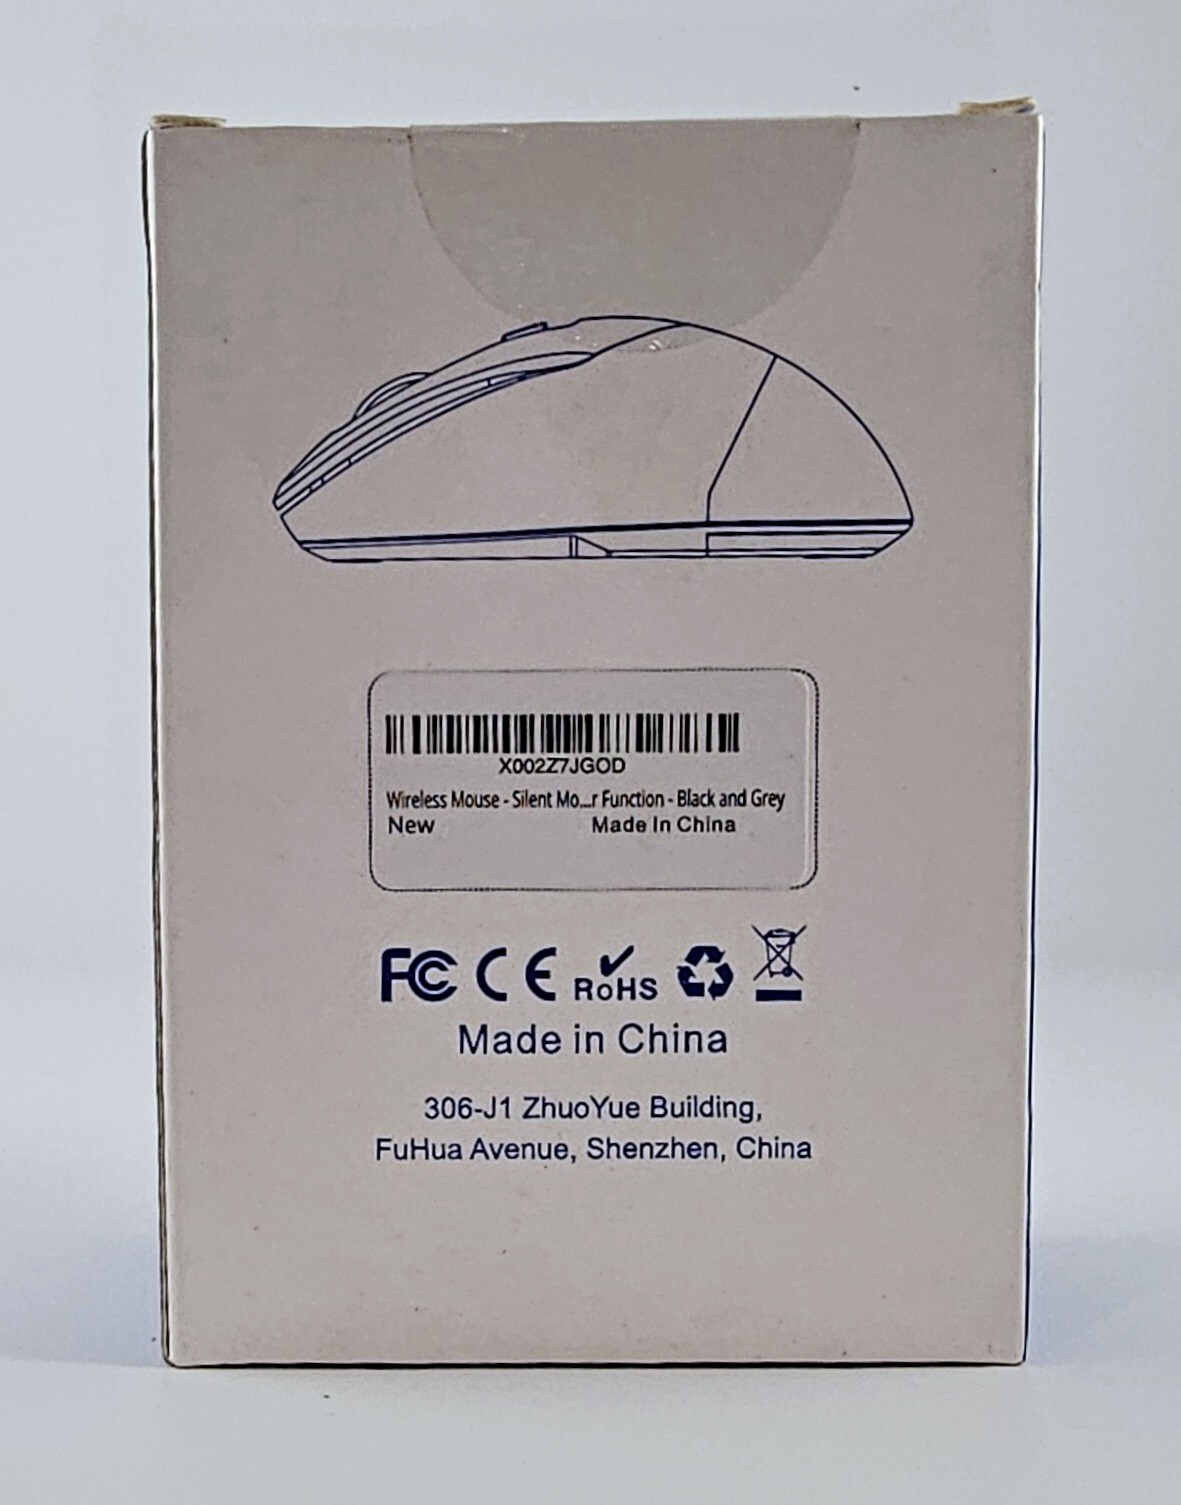 X002Z7JGOD
Wireless Mouse - Silent Mo...r Function - Black and Grey
New Made In China
FC CE RoHS
Made in China
306-J1 ZhuoYue Building,
FuHua Avenue, Shenzhen, China